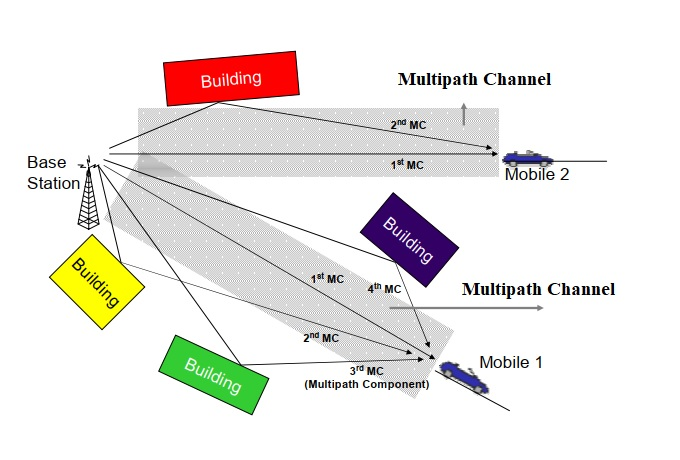 Building
Multipath Channel
2nd MC
Base
Station
1st MC
Mobile 2
Building
Building
1st MC
4th MC
Multipath Channel
2nd MC
Building
3rd MC
(Multipath Component)
Mobile 1